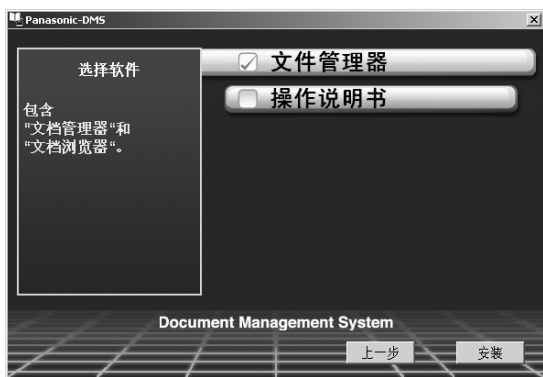 Panasonic-DMS
选择软件
包含
“文档管理器“和
“文档浏览器“。
文件管理器
操作说明书
Document Management System
上一步
安装